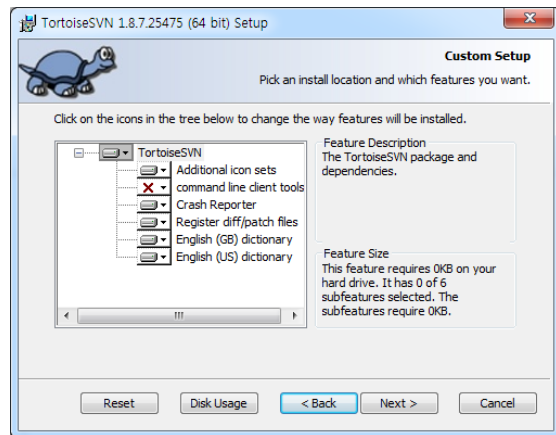 TortoiseSVN 1.8.7.25475 (64 bit) Setup
Custom Setup
Pick an install location and which features you want.
Click on the icons in the tree below to change the way features will be installed.
TortoiseSVN
Additional icon sets
command line client tools
Crash Reporter
Register diff/patch files
English (GB) dictionary
English (US) dictionary
Feature Description
The TortoiseSVN package and
dependencies.
Feature Size
This feature requires 0KB on your
hard drive. It has 0 of 6
subfeatures selected. The
subfeatures require 0KB.
Reset
Disk Usage
< Back
Next >
Cancel